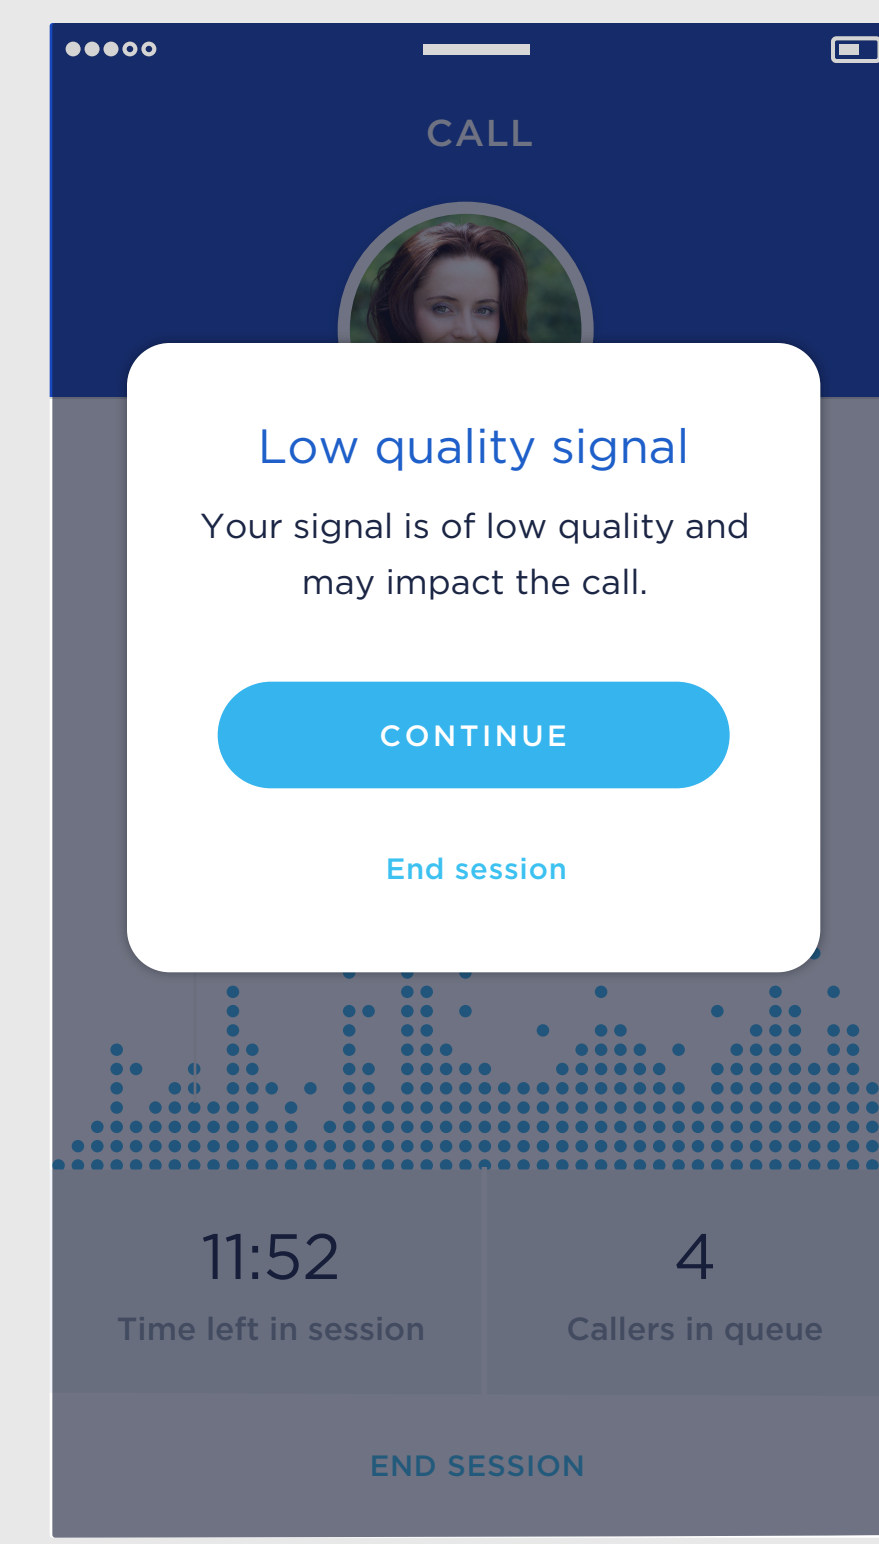 CALL
Low quality signal
Your signal is of low quality and
may impact the call.
CONTINUE
End session
11:52
Time left in session
4
Callers in queue
END SESSION